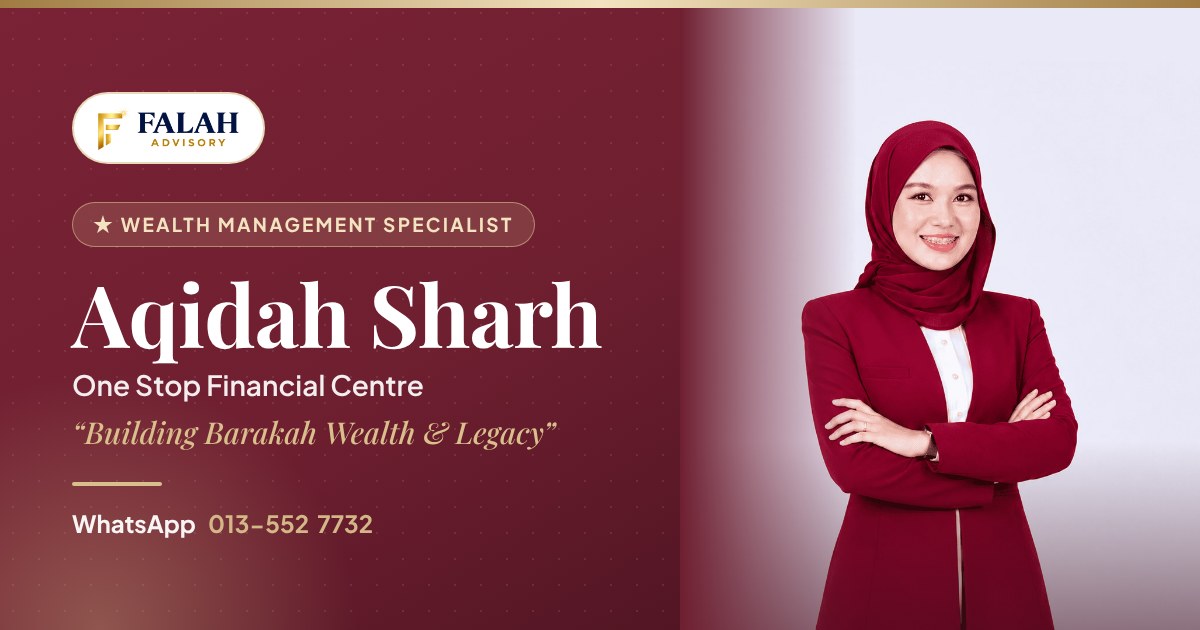 FALAH
ADVISORY
★ WEALTH MANAGEMENT SPECIALIST
Aqidah Sharh
One Stop Financial Centre
“Building Barakah Wealth & Legacy”
WhatsApp 013-552 7732